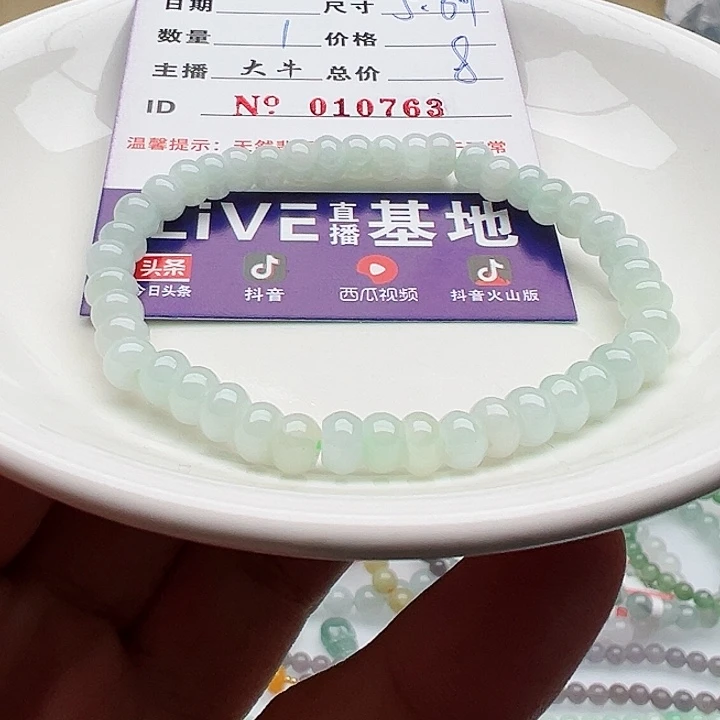 日期 尺寸
数量 1 价格
主播 大牛 总价 8
ID Nº 010763
温馨提示：天然
LiVE 直播 基地
头条
今日头条 抖音 西瓜视频 抖音火山版